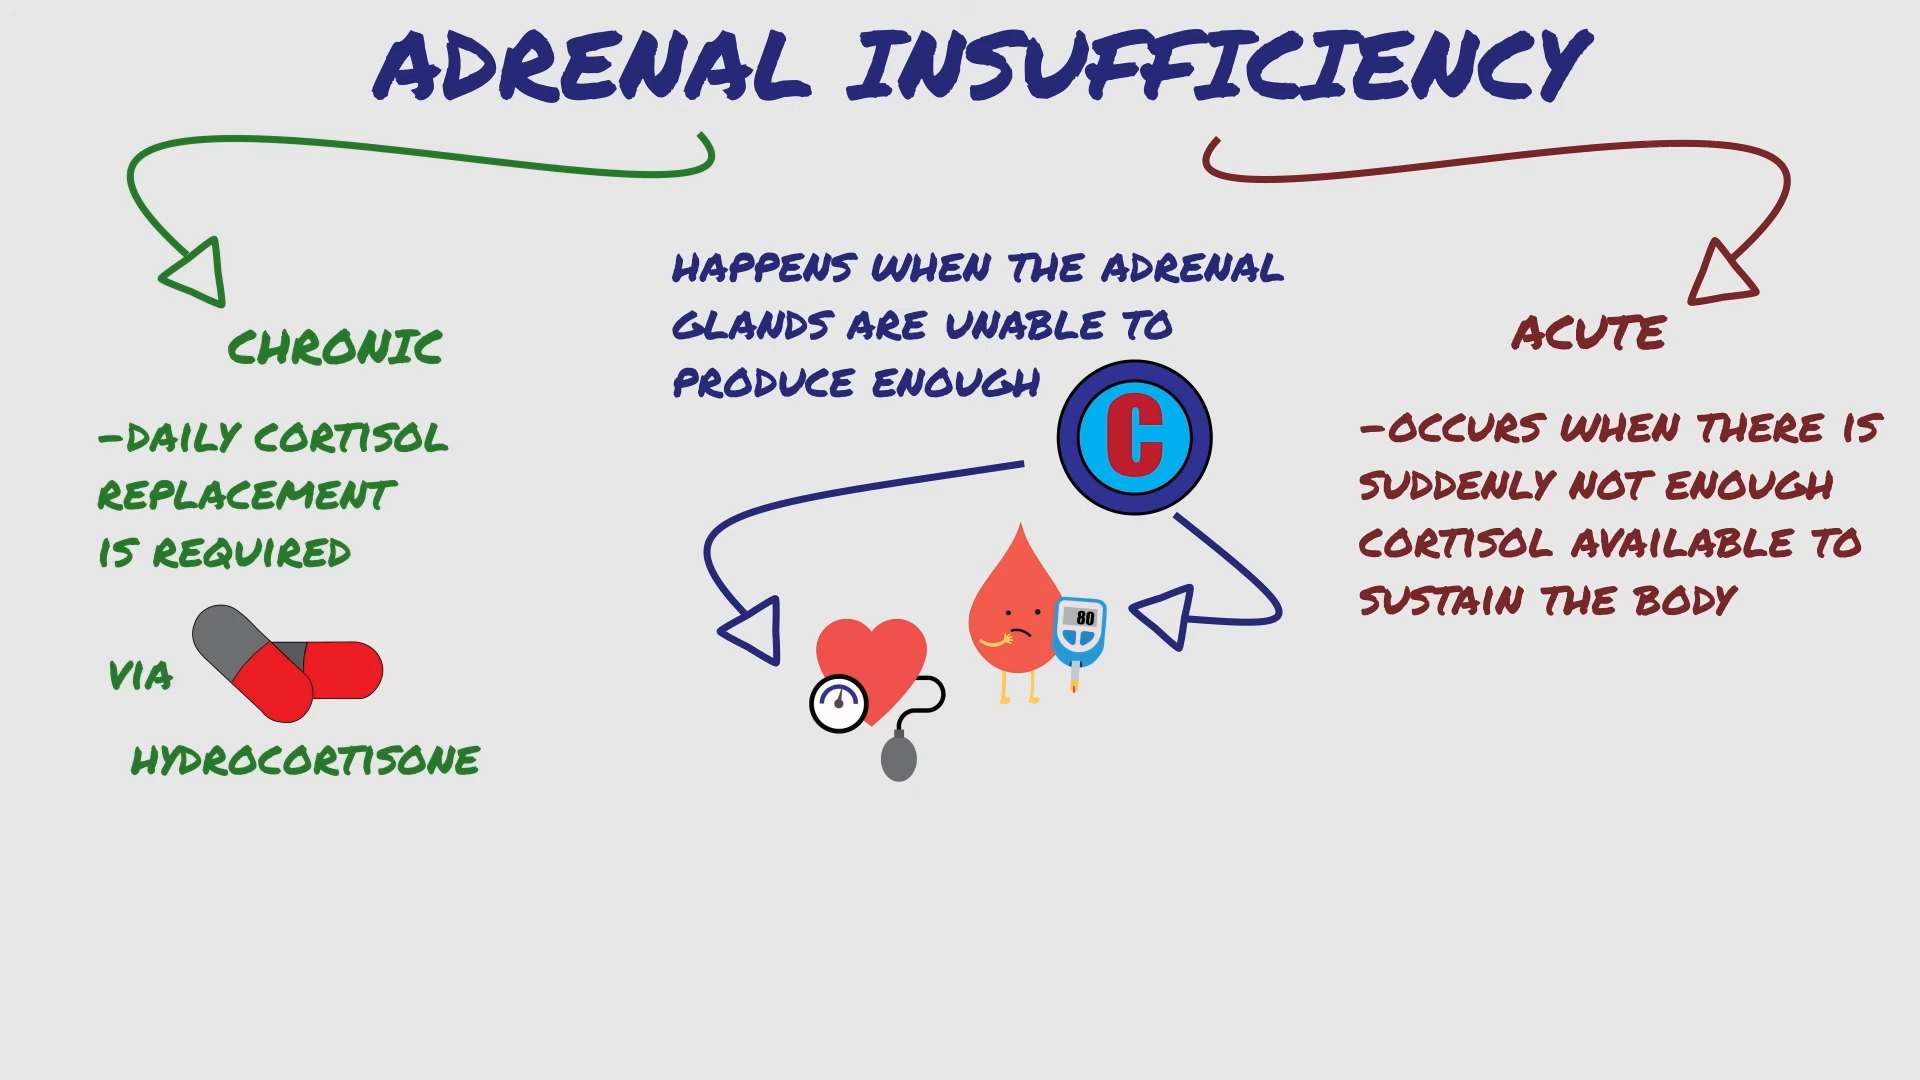 ADRENAL INSUFFICIENCY
CHRONIC
-DAILY CORTISOL
REPLACEMENT
IS REQUIRED
VIA
HYDROCORTISONE
HAPPENS WHEN THE ADRENAL
GLANDS ARE UNABLE TO
PRODUCE ENOUGH
C
80
ACUTE
-OCCURS WHEN THERE IS
SUDDENLY NOT ENOUGH
CORTISOL AVAILABLE TO
SUSTAIN THE BODY